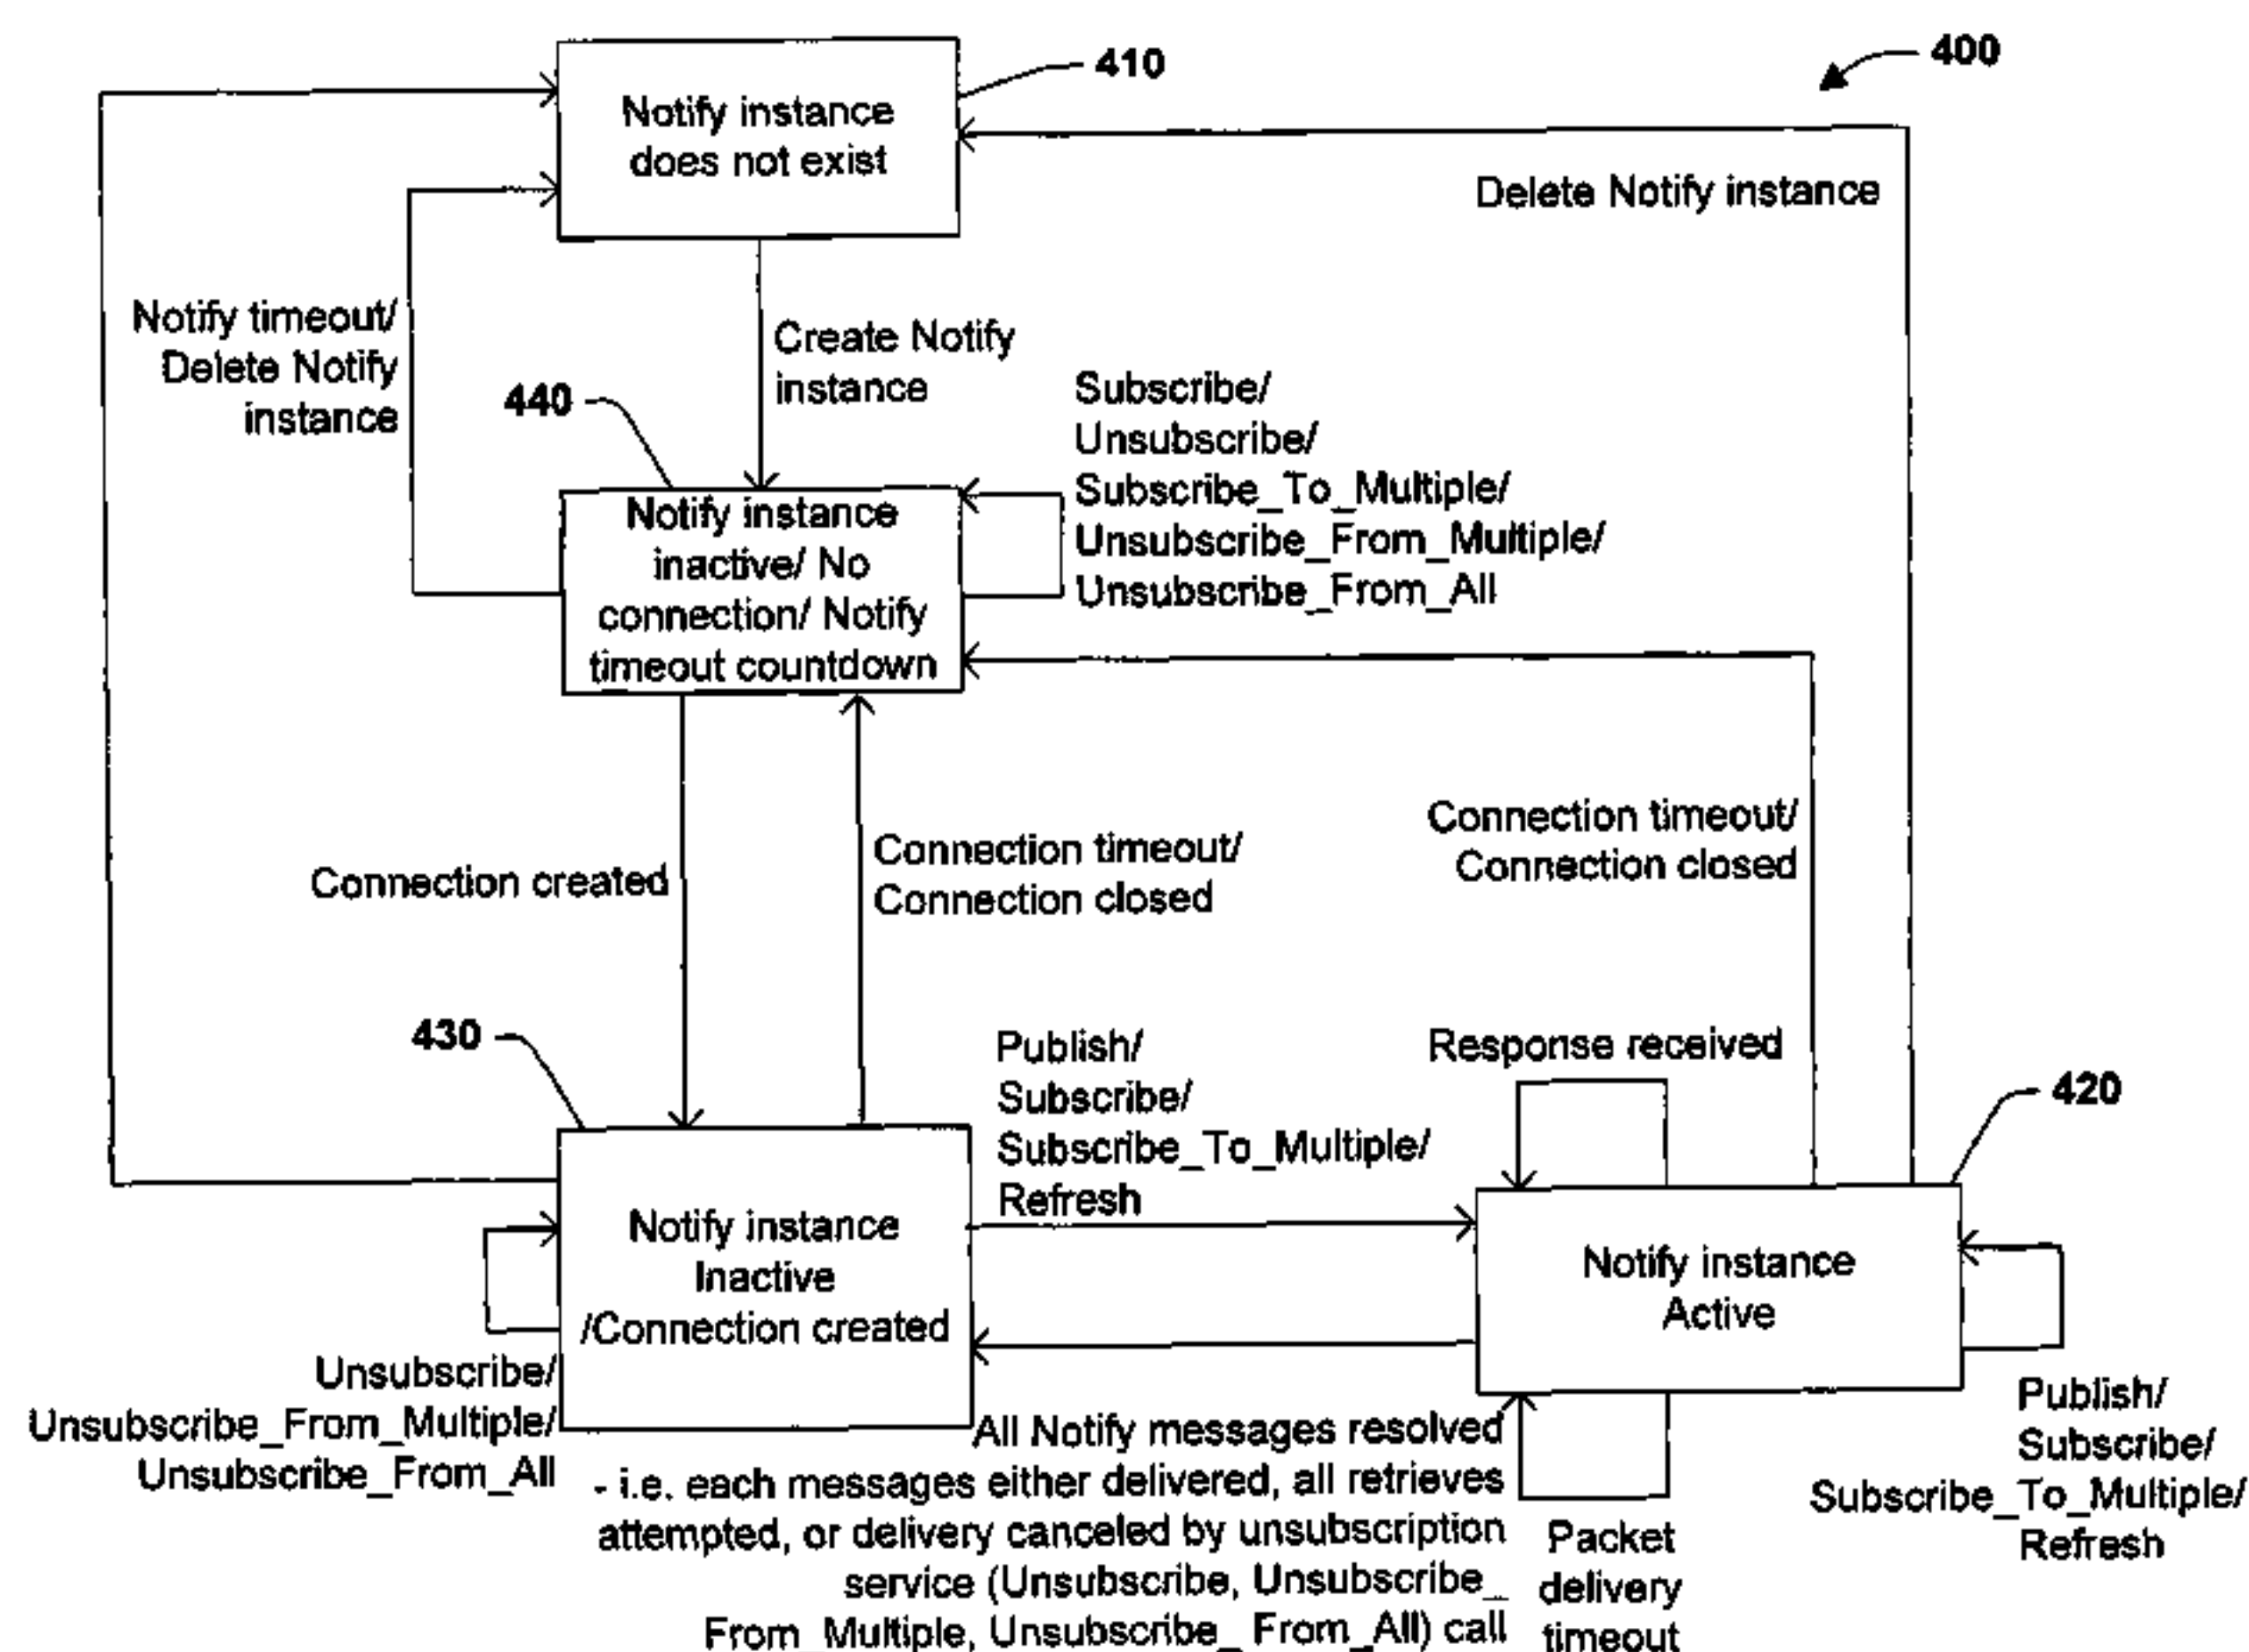 400
410
Notify instance
does not exist
Delete Notify instance
Notify timeout/
Delete Notify
instance
Create Notify
instance
440
Subscribe/
Unsubscribe/
Subscribe_To_Multiple/
Unsubscribe_From_Multiple/
Unsubscribe_From_All
Notify instance
inactive/ No
connection/ Notify
timeout countdown
Connection created
Connection timeout/
Connection closed
Connection timeout/
Connection closed
430
Publish/
Subscribe/
Subscribe_To_Multiple/
Refresh
Response received
420
Notify instance
Inactive
/Connection created
Notify instance
Active
Unsubscribe/
Unsubscribe_From_Multiple/
Unsubscribe_From_All
All Notify messages resolved
- i.e. each messages either delivered, all retrieves
attempted, or delivery canceled by unsubscription
service (Unsubscribe, Unsubscribe_
From_Multiple, Unsubscribe_ From_All) call
Packet
delivery
timeout
Publish/
Subscribe/
Subscribe_To_Multiple/
Refresh